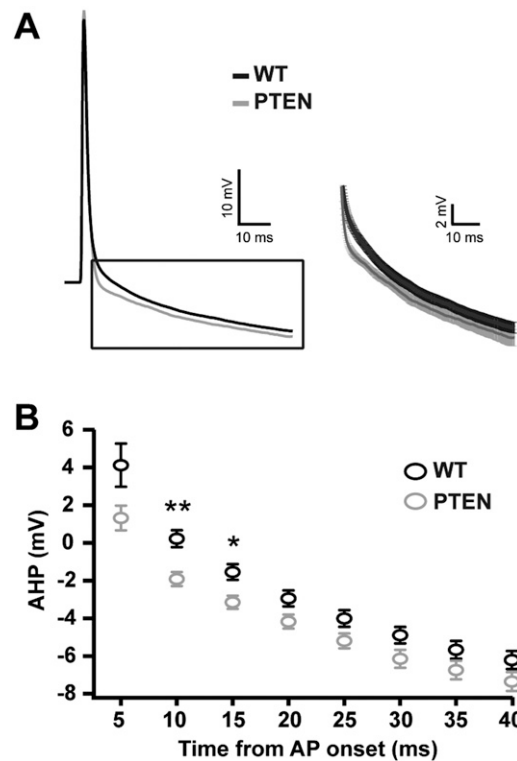 A
WT
PTEN
10 mV
10 ms
2 mV
10 ms
B
6
4
2
0
-2
-4
-6
-8
AHP (mV)
WT
PTEN
**
*
5 10 15 20 25 30 35 40
Time from AP onset (ms)